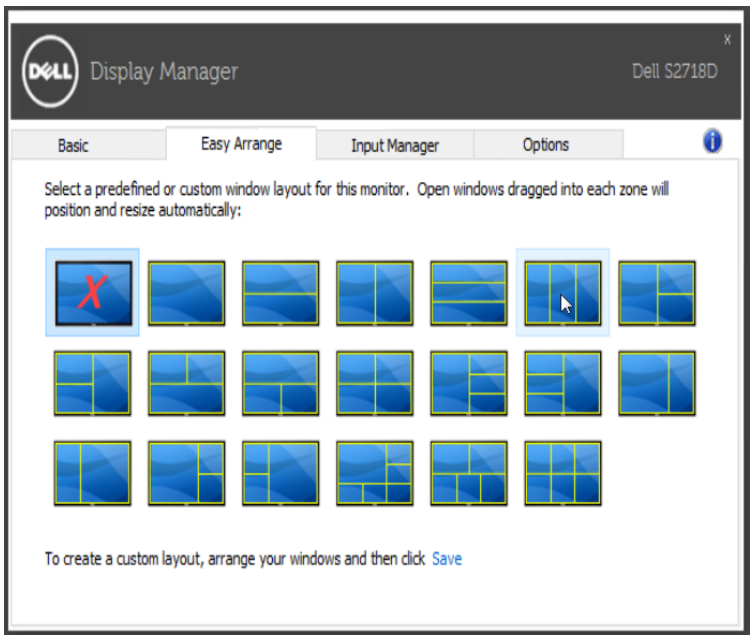 x
DELL
Display Manager
Dell S2718D
Basic
Easy Arrange
Input Manager
Options
i
Select a predefined or custom window layout for this monitor. Open windows dragged into each zone will
position and resize automatically:
X
To create a custom layout, arrange your windows and then click Save